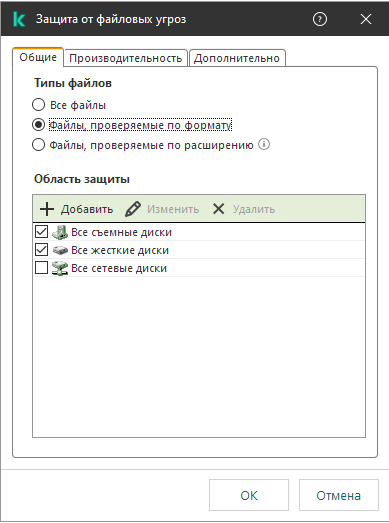 Защита от файловых угроз
Общие Производительность Дополнительно
Типы файлов
Все файлы
Файлы, проверяемые по формату
Файлы, проверяемые по расширению
Область защиты
Добавить Изменить Удалить
Все съемные диски
Все жесткие диски
Все сетевые диски
ОК Отмена